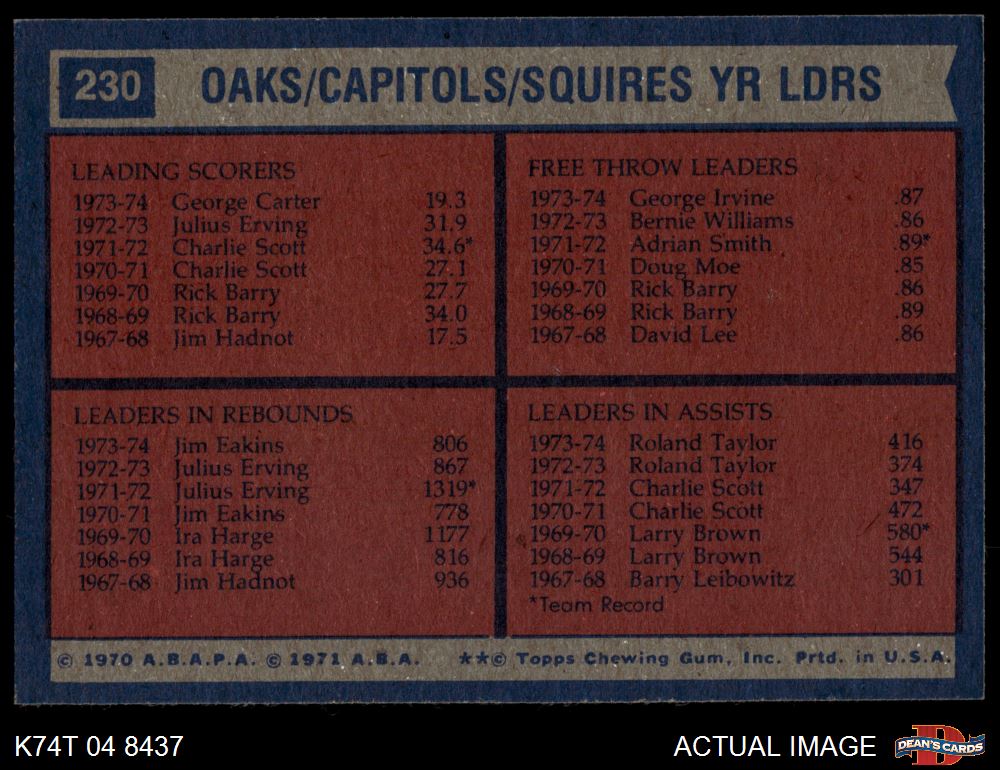 230 OAKS/CAPITOLS/SQUIRES YR LDRS
LEADING SCORERS
1973-74 George Carter 19.3
1972-73 Julius Erving 31.9
1971-72 Charlie Scott 34.6*
1970-71 Charlie Scott 27.1
1969-70 Rick Barry 27.7
1968-69 Rick Barry 34.0
1967-68 Jim Hadnot 17.5
FREE THROW LEADERS
1973-74 George Irvine .87
1972-73 Bernie Williams .86
1971-72 Adrian Smith .89*
1970-71 Doug Moe .85
1969-70 Rick Barry .86
1968-69 Rick Barry .89
1967-68 David Lee .86
LEADERS IN REBOUNDS
1973-74 Jim Eakins 806
1972-73 Julius Erving 867
1971-72 Julius Erving 1319*
1970-71 Jim Eakins 778
1969-70 Ira Harge 1177
1968-69 Ira Harge 816
1967-68 Jim Hadnot 936
LEADERS IN ASSISTS
1973-74 Roland Taylor 416
1972-73 Roland Taylor 374
1971-72 Charlie Scott 347
1970-71 Charlie Scott 472
1969-70 Larry Brown 580*
1968-69 Larry Brown 544
1967-68 Barry Leibowitz 301
*Team Record
© 1970 A.B.A.P.A. © 1971 A.B.A. **© Topps Chewing Gum, Inc. Prtd. in U.S.A.
K74T 04 8437 ACTUAL IMAGE DEAN'S CARDS